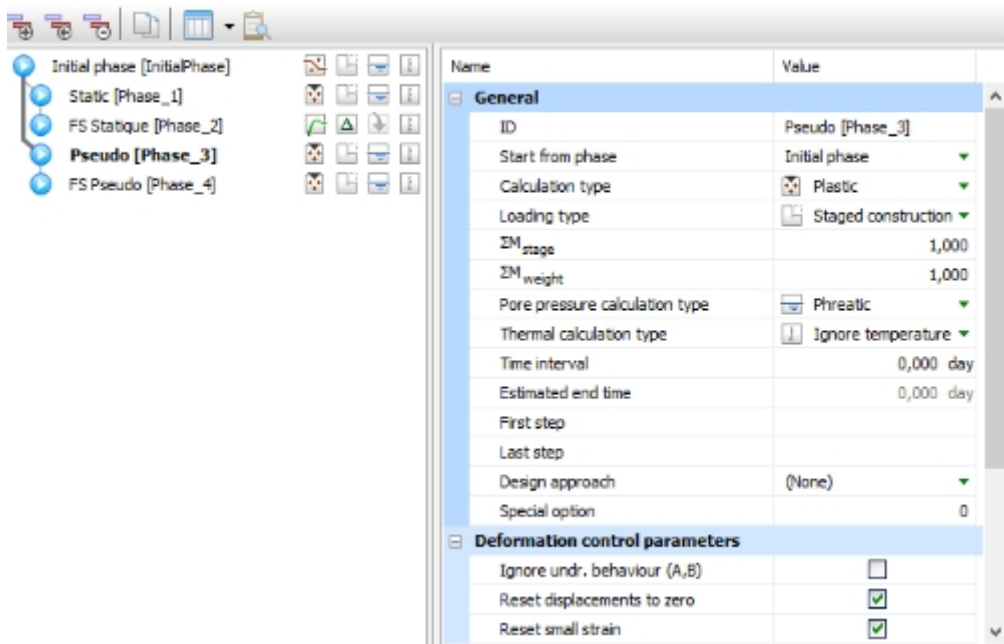 Initial phase [InitialPhase]
Static [Phase_1]
FS Statique [Phase_2]
Pseudo [Phase_3]
FS Pseudo [Phase_4]
Name Value
General
ID Pseudo [Phase_3]
Start from phase Initial phase
Calculation type Plastic
Loading type Staged construction
ΣM stage 1,000
ΣM weight 1,000
Pore pressure calculation type Phreatic
Thermal calculation type Ignore temperature
Time interval 0,000 day
Estimated end time 0,000 day
First step
Last step
Design approach (None)
Special option 0
Deformation control parameters
Ignore undr. behaviour (A,B)
Reset displacements to zero
Reset small strain